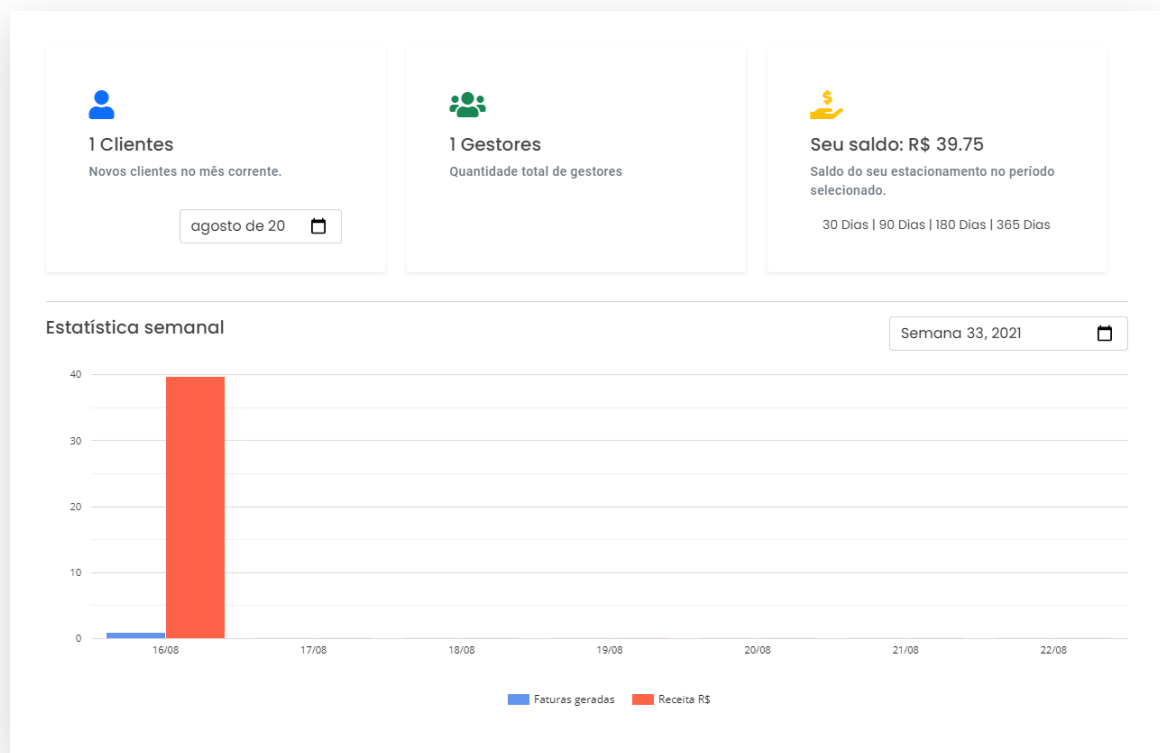 1 Clientes
Novos clientes no mês corrente.
agosto de 20
1 Gestores
Quantidade total de gestores
Seu saldo: R$ 39.75
Saldo do seu estacionamento no período
selecionado.
30 Dias | 90 Dias | 180 Dias | 365 Dias
Estatística semanal
Semana 33, 2021
40
30
20
10
0
16/08 17/08 18/08 19/08 20/08 21/08 22/08
Faturas geradas Receita R$